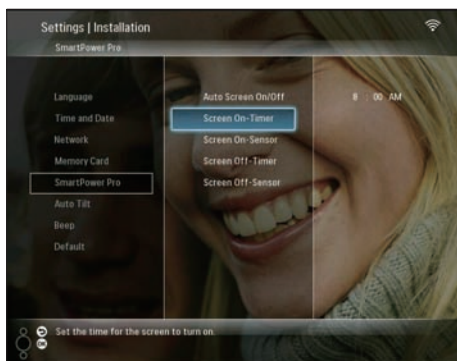 Settings | Installation
SmartPower Pro
Language
Time and Date
Network
Memory Card
SmartPower Pro
Auto Tilt
Beep
Default
Auto Screen On/Off
Screen On-Timer
Screen On-Sensor
Screen Off-Timer
Screen Off-Sensor
8 : 00 AM
OK
Set the time for the screen to turn on.